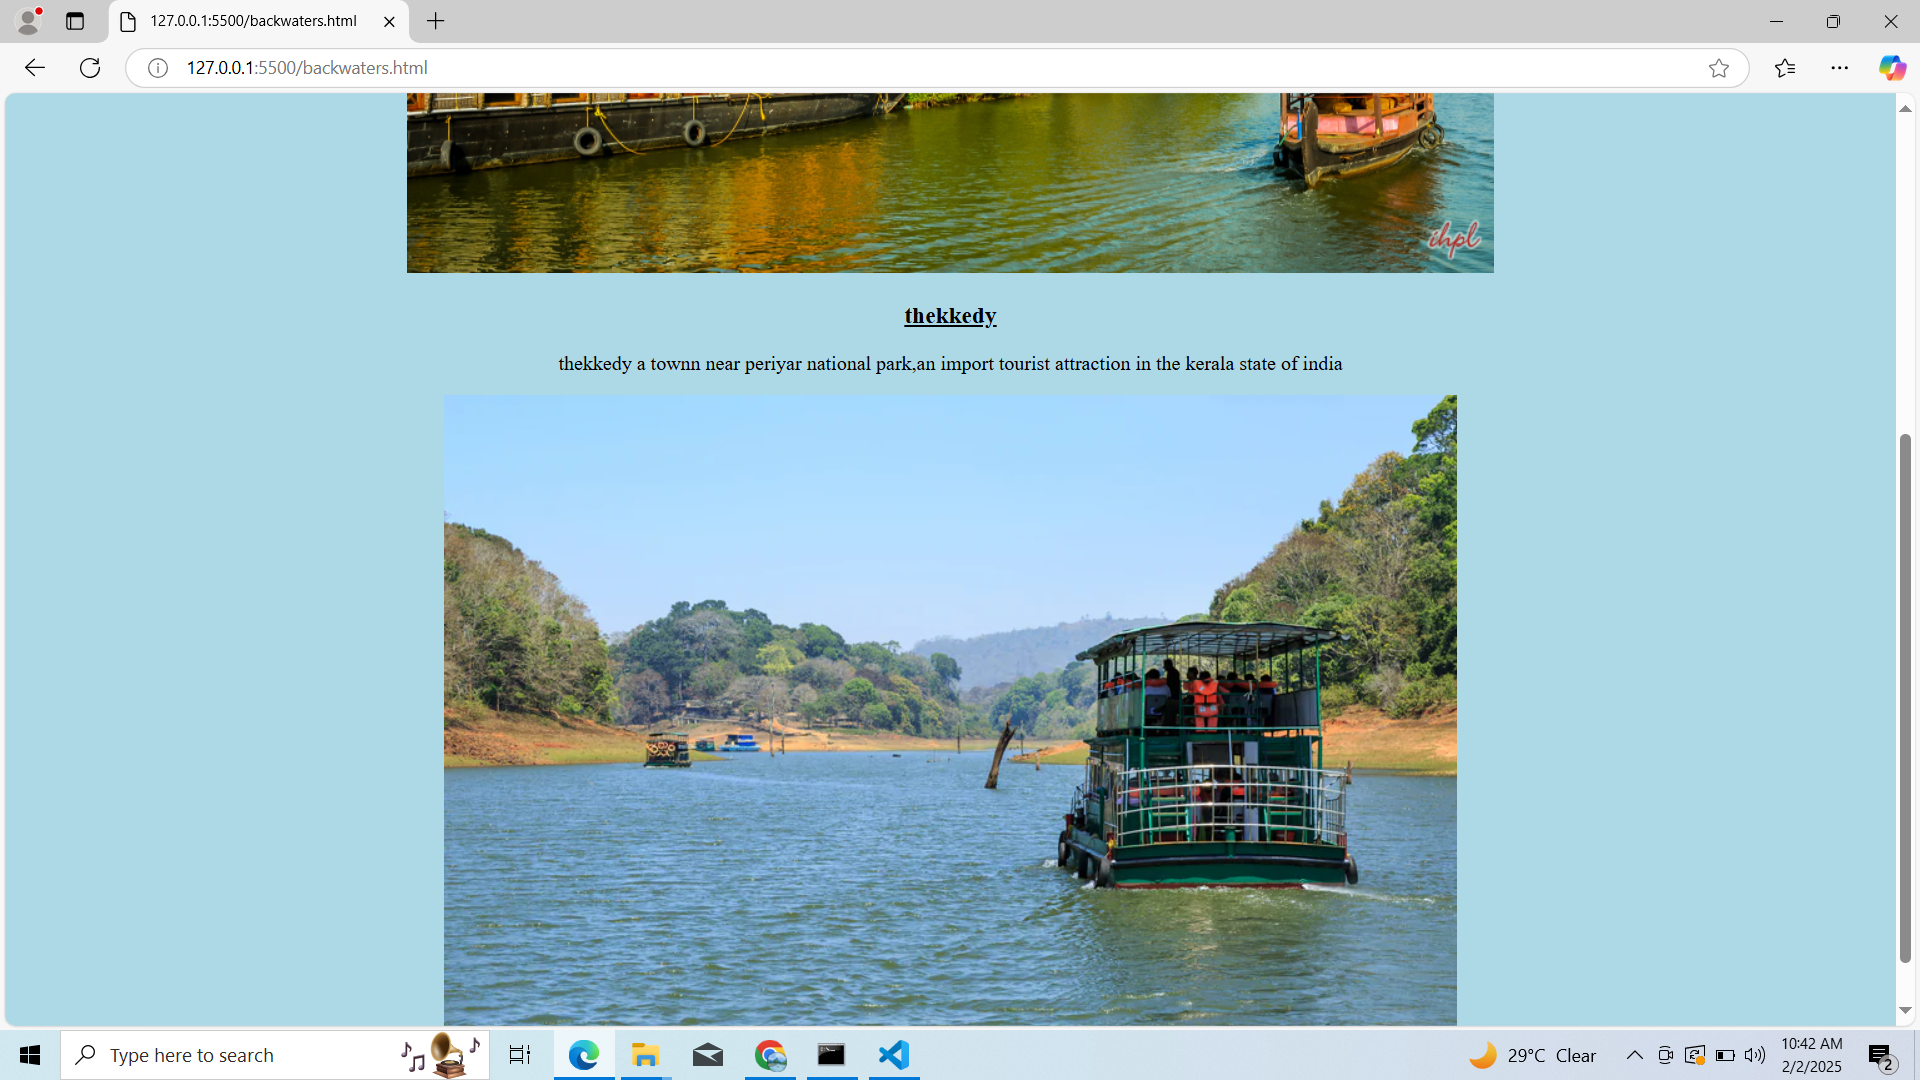 127.0.0.1:5500/backwaters.html
127.0.0.1:5500/backwaters.html
ihpl
thekkedy
thekkedy a townn near periyar national park,an import tourist attraction in the kerala state of india
Type here to search
29°C Clear
10:42 AM
2/2/2025
2